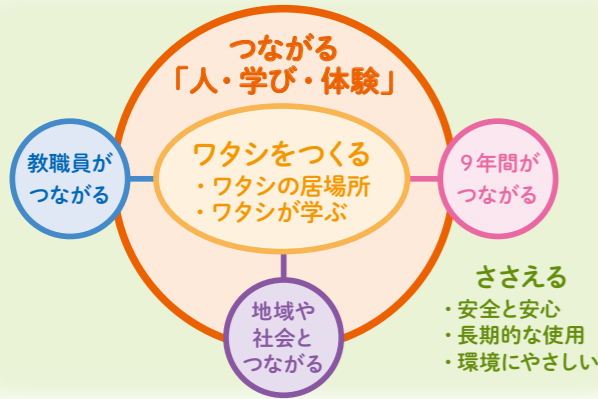 つながる
「人・学び・体験」
教職員が
つながる
ワタシをつくる
・ワタシの居場所
・ワタシが学ぶ
９年間が
つながる
地域や
社会と
つながる
ささえる
・安全と安心
・長期的な使用
・環境にやさしい